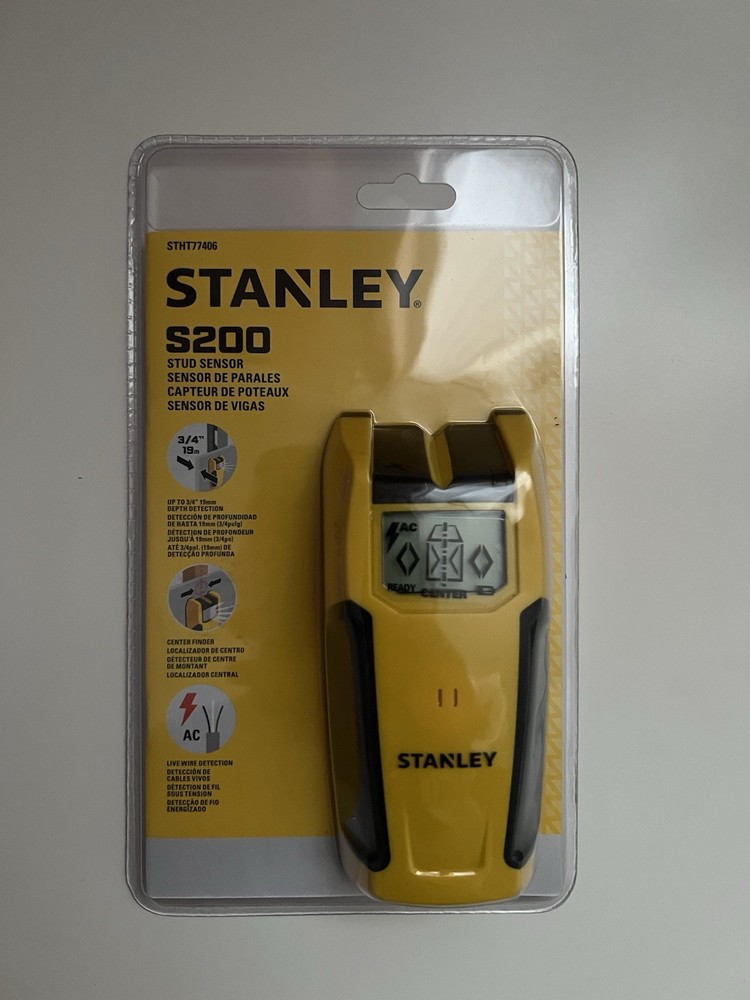 STHT77406
STANLEY®
S200
STUD SENSOR
SENSOR DE PARALES
CAPTEUR DE POTEAUX
SENSOR DE VIGAS
3/4"
19m
UP TO 3/4" 19mm
DEPTH DETECTION
DETECCIÓN DE PROFUNDIDAD
DE HASTA 19mm (3/4pulg)
DÉTECTION DE PROFONDEUR
JUSQU'À 19mm (3/4po)
ATÉ 3/4pol. (19mm) DE
DETECÇÃO PROFUNDA
CENTER FINDER
LOCALIZADOR DE CENTRO
DÉTECTEUR DE CENTRE
DE MONTANT
LOCALIZADOR CENTRAL
AC
LIVE WIRE DETECTION
DETECCIÓN DE
CABLES VIVOS
DÉTECTION DE FIL
SOUS TENSION
DETECÇÃO DE FIO
ENERGIZADO
AC
READY CENTER
STANLEY